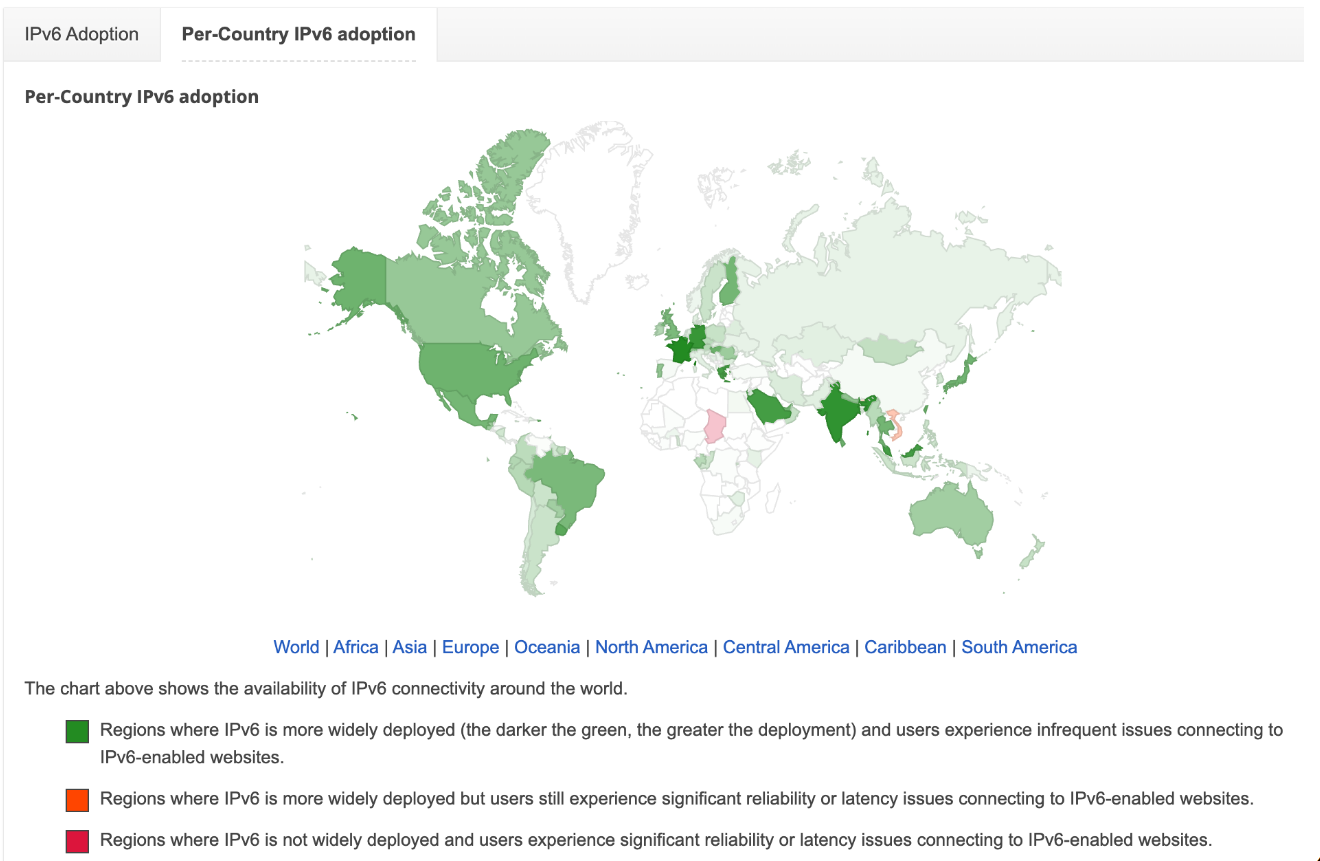 IPv6 Adoption
Per-Country IPv6 adoption
Per-Country IPv6 adoption
World | Africa | Asia | Europe | Oceania | North America | Central America | Caribbean | South America
The chart above shows the availability of IPv6 connectivity around the world.
Regions where IPv6 is more widely deployed (the darker the green, the greater the deployment) and users experience infrequent issues connecting to
IPv6-enabled websites.
Regions where IPv6 is more widely deployed but users still experience significant reliability or latency issues connecting to IPv6-enabled websites.
Regions where IPv6 is not widely deployed and users experience significant reliability or latency issues connecting to IPv6-enabled websites.